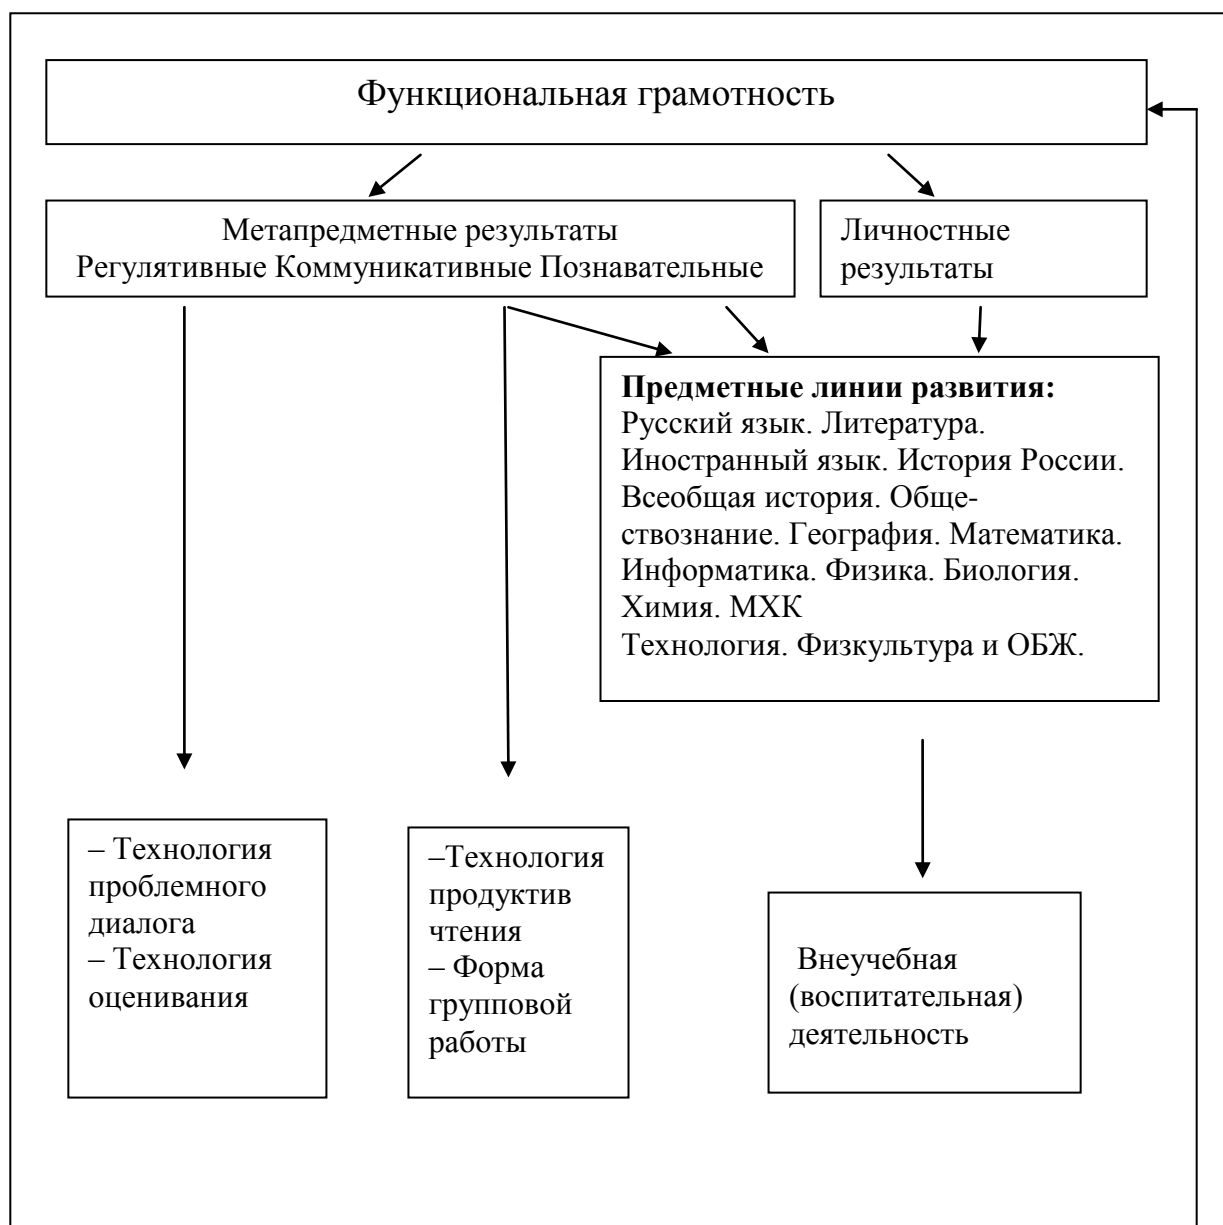 Функциональная грамотность
Метапредметные результаты
Регулятивные Коммуникативные Познавательные
Личностные
результаты
Предметные линии развития:
Русский язык. Литература.
Иностранный язык. История России.
Всеобщая история. Обще-
ствознание. География. Математика.
Информатика. Физика. Биология.
Химия. МХК
Технология. Физкультура и ОБЖ.
– Технология
проблемного
диалога
– Технология
оценивания
–Технология
продуктив
чтения
– Форма
групповой
работы
Внеучебная
(воспитательная)
деятельность